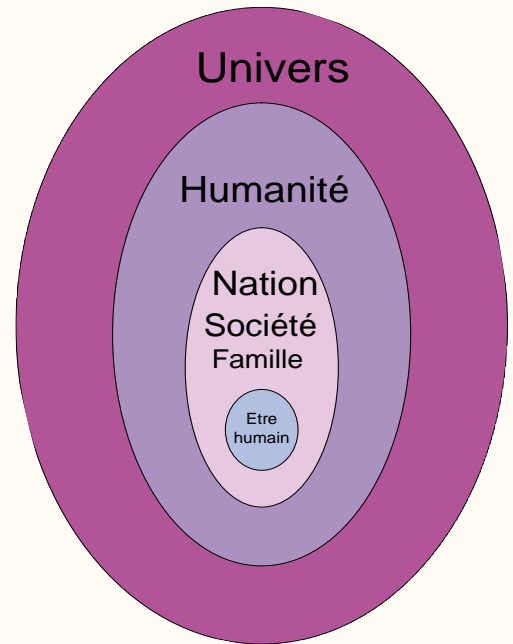 Univers
Humanité
Nation
Société
Famille
Etre
humain